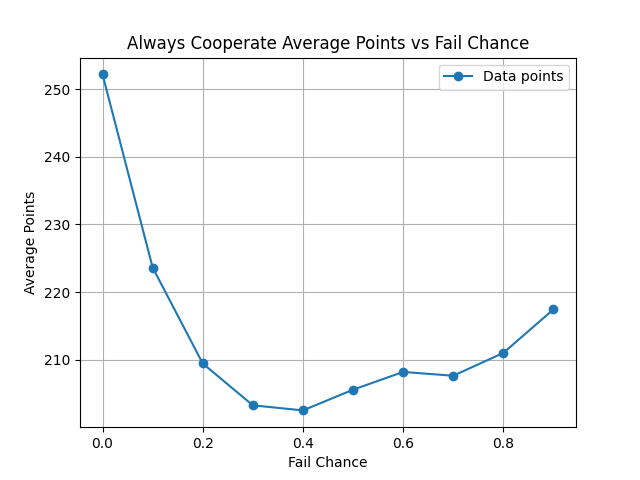 Always Cooperate Average Points vs Fail Chance
Data points
250
240
230
220
210
Average Points
0.0 0.2 0.4 0.6 0.8
Fail Chance